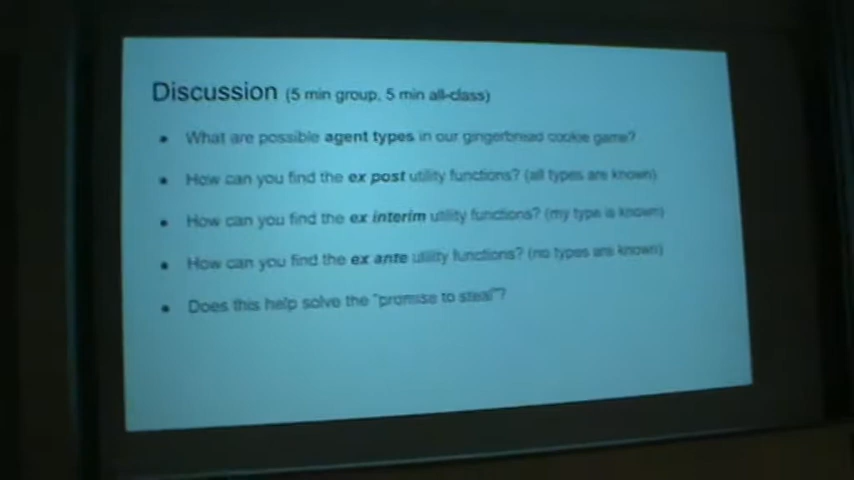 Discussion (5 min group, 5 min all-class)
• What are possible agent types in our gingerbread cookie game?
• How can you find the ex post utility functions? (all types are known)
• How can you find the ex interim utility functions? (my type is known)
• How can you find the ex ante utility functions? (no types are known)
• Does this help solve the "promise to steal"?